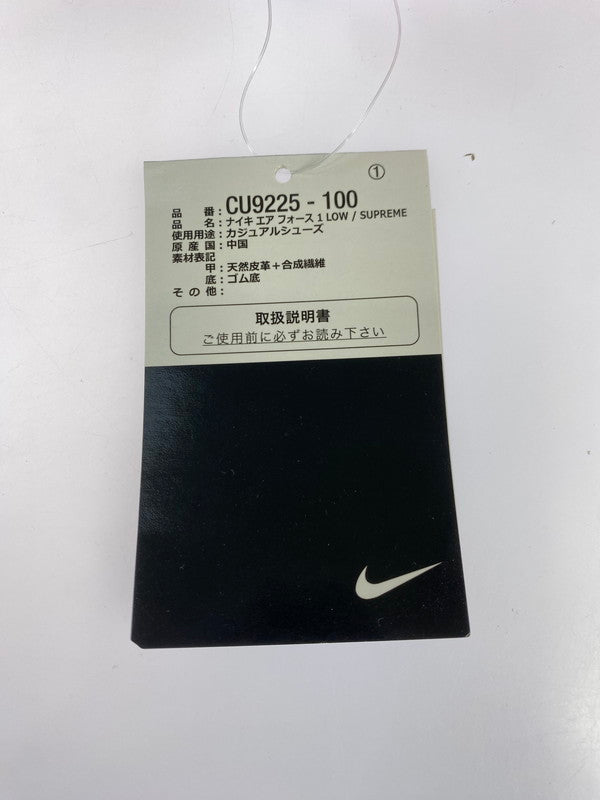 ①
品 番：CU9225 - 100
品 名：ナイキ エア フォース 1 LOW / SUPREME
使用用途：カジュアルシューズ
原 産 国：中国
素材表記
甲：天然皮革＋合成繊維
底：ゴム底
そ の 他：
取扱説明書
ご使用前に必ずお読み下さい